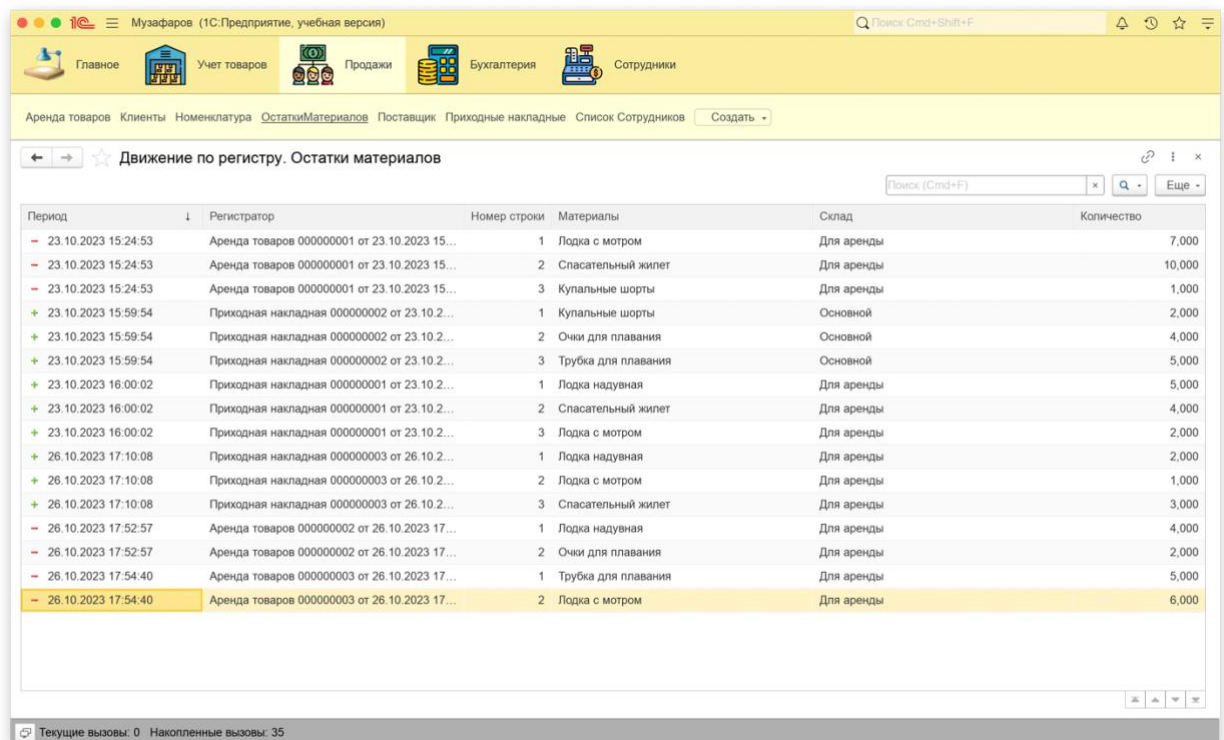 1С Музафаров (1С:Предприятие, учебная версия) Поиск Cmd+Shift+F
Главное Учет товаров Продажи Бухгалтерия Сотрудники
Аренда товаров Клиенты Номенклатура ОстаткиМатериалов Поставщик Приходные накладные Список Сотрудников Создать
Движение по регистру. Остатки материалов
Поиск (Cmd+F) × Еще
Период ↓ Регистратор Номер строки Материалы Склад Количество
− 23.10.2023 15:24:53 Аренда товаров 000000001 от 23.10.2023 15... 1 Лодка с мотром Для аренды 7,000
− 23.10.2023 15:24:53 Аренда товаров 000000001 от 23.10.2023 15... 2 Спасательный жилет Для аренды 10,000
− 23.10.2023 15:24:53 Аренда товаров 000000001 от 23.10.2023 15... 3 Купальные шорты Для аренды 1,000
+ 23.10.2023 15:59:54 Приходная накладная 000000002 от 23.10.2... 1 Купальные шорты Основной 2,000
+ 23.10.2023 15:59:54 Приходная накладная 000000002 от 23.10.2... 2 Очки для плавания Основной 4,000
+ 23.10.2023 15:59:54 Приходная накладная 000000002 от 23.10.2... 3 Трубка для плавания Основной 5,000
+ 23.10.2023 16:00:02 Приходная накладная 000000001 от 23.10.2... 1 Лодка надувная Для аренды 5,000
+ 23.10.2023 16:00:02 Приходная накладная 000000001 от 23.10.2... 2 Спасательный жилет Для аренды 4,000
+ 23.10.2023 16:00:02 Приходная накладная 000000001 от 23.10.2... 3 Лодка с мотром Для аренды 2,000
+ 26.10.2023 17:10:08 Приходная накладная 000000003 от 26.10.2... 1 Лодка надувная Для аренды 2,000
+ 26.10.2023 17:10:08 Приходная накладная 000000003 от 26.10.2... 2 Лодка с мотром Для аренды 1,000
+ 26.10.2023 17:10:08 Приходная накладная 000000003 от 26.10.2... 3 Спасательный жилет Для аренды 3,000
− 26.10.2023 17:52:57 Аренда товаров 000000002 от 26.10.2023 17... 1 Лодка надувная Для аренды 4,000
− 26.10.2023 17:52:57 Аренда товаров 000000002 от 26.10.2023 17... 2 Очки для плавания Для аренды 2,000
− 26.10.2023 17:54:40 Аренда товаров 000000003 от 26.10.2023 17... 1 Трубка для плавания Для аренды 5,000
− 26.10.2023 17:54:40 Аренда товаров 000000003 от 26.10.2023 17... 2 Лодка с мотром Для аренды 6,000
Текущие вызовы: 0 Накопленные вызовы: 35